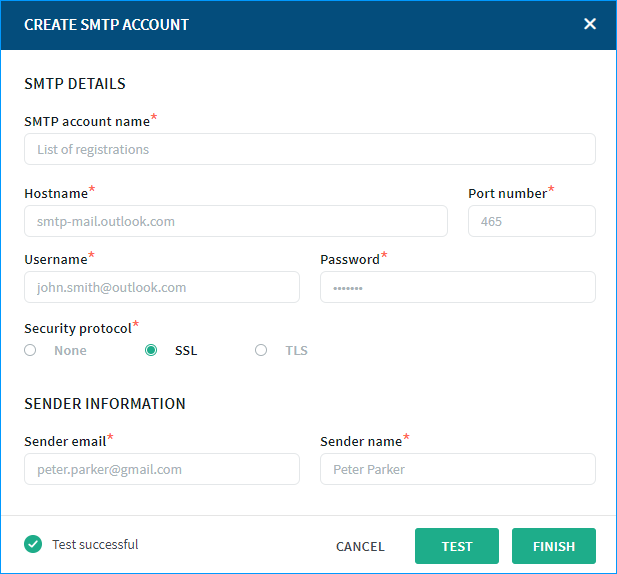 CREATE SMTP ACCOUNT
SMTP DETAILS
SMTP account name*
List of registrations
Hostname* Port number*
smtp-mail.outlook.com 465
Username* Password*
john.smith@outlook.com •••••••
Security protocol*
None SSL TLS
SENDER INFORMATION
Sender email* Sender name*
peter.parker@gmail.com Peter Parker
Test successful CANCEL TEST FINISH